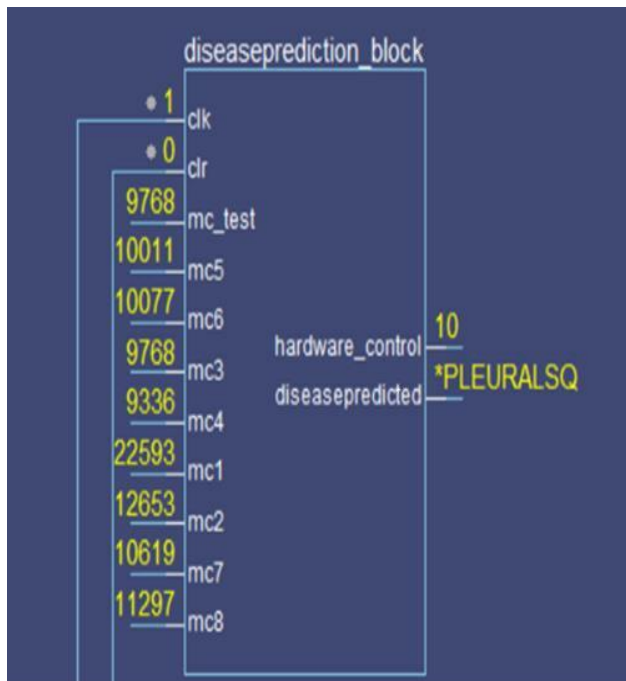 diseaseprediction_block
1
clk
0
clr
9768
mc_test
10011
mc5
10077
mc6
9768
mc3
9336
mc4
22593
mc1
12653
mc2
10619
mc7
11297
mc8
10
hardware_control
*PLEURALSQ
diseasepredicted